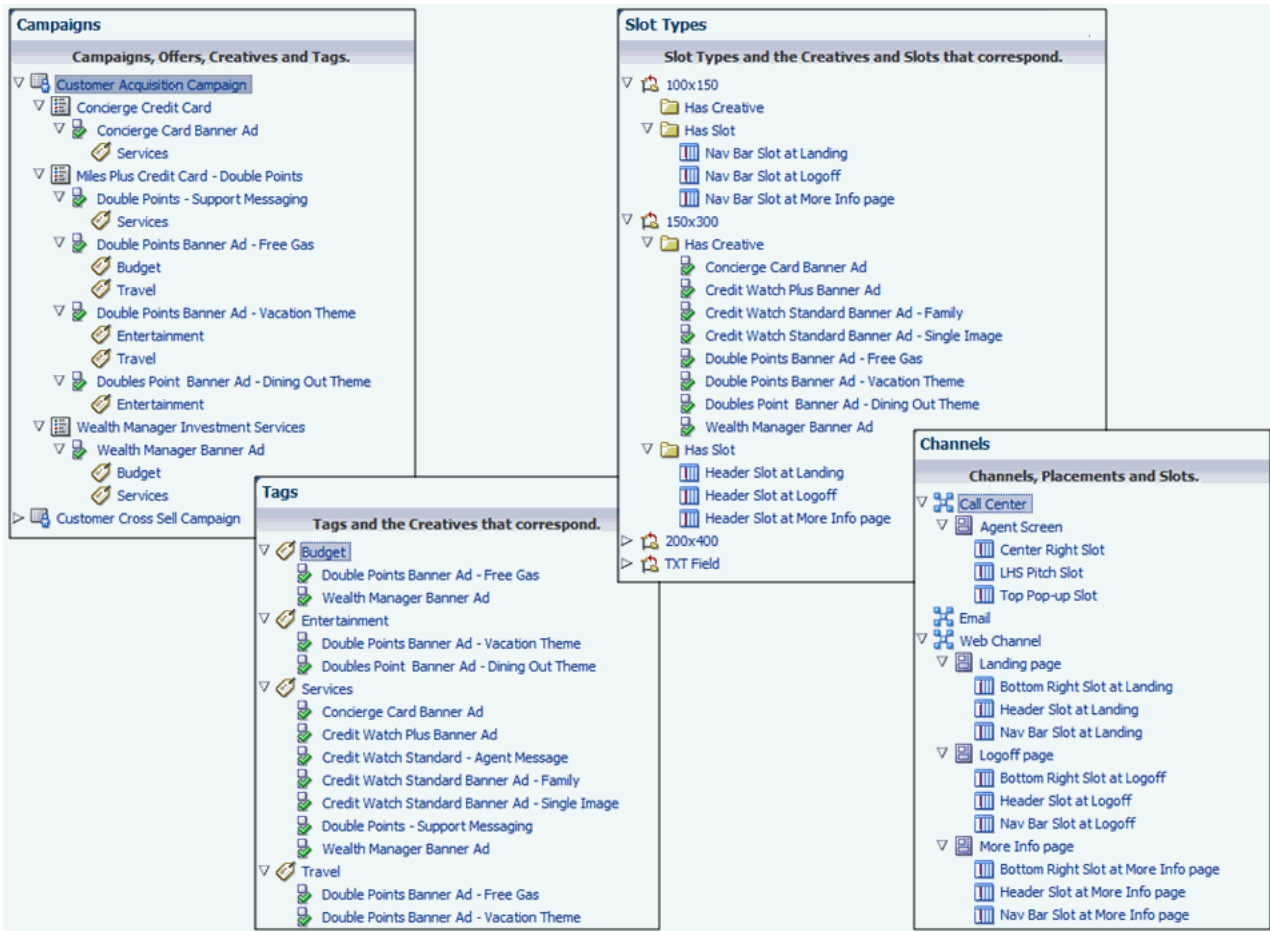 Campaigns
Campaigns, Offers, Creatives and Tags.
Customer Acquisition Campaign
Concierge Credit Card
Concierge Card Banner Ad
Services
Miles Plus Credit Card - Double Points
Double Points - Support Messaging
Services
Double Points Banner Ad - Free Gas
Budget
Travel
Double Points Banner Ad - Vacation Theme
Entertainment
Travel
Doubles Point Banner Ad - Dining Out Theme
Entertainment
Wealth Manager Investment Services
Wealth Manager Banner Ad
Budget
Services
Customer Cross Sell Campaign
Tags
Tags and the Creatives that correspond.
Budget
Double Points Banner Ad - Free Gas
Wealth Manager Banner Ad
Entertainment
Double Points Banner Ad - Vacation Theme
Doubles Point Banner Ad - Dining Out Theme
Services
Concierge Card Banner Ad
Credit Watch Plus Banner Ad
Credit Watch Standard - Agent Message
Credit Watch Standard Banner Ad - Family
Credit Watch Standard Banner Ad - Single Image
Double Points - Support Messaging
Wealth Manager Banner Ad
Travel
Double Points Banner Ad - Free Gas
Double Points Banner Ad - Vacation Theme
Slot Types
Slot Types and the Creatives and Slots that correspond.
100x150
Has Creative
Has Slot
Nav Bar Slot at Landing
Nav Bar Slot at Logoff
Nav Bar Slot at More Info page
150x300
Has Creative
Concierge Card Banner Ad
Credit Watch Plus Banner Ad
Credit Watch Standard Banner Ad - Family
Credit Watch Standard Banner Ad - Single Image
Double Points Banner Ad - Free Gas
Double Points Banner Ad - Vacation Theme
Doubles Point Banner Ad - Dining Out Theme
Wealth Manager Banner Ad
Has Slot
Header Slot at Landing
Header Slot at Logoff
Header Slot at More Info page
200x400
TXT Field
Channels
Channels, Placements and Slots.
Call Center
Agent Screen
Center Right Slot
LHS Pitch Slot
Top Pop-up Slot
Email
Web Channel
Landing page
Bottom Right Slot at Landing
Header Slot at Landing
Nav Bar Slot at Landing
Logoff page
Bottom Right Slot at Logoff
Header Slot at Logoff
Nav Bar Slot at Logoff
More Info page
Bottom Right Slot at More Info page
Header Slot at More Info page
Nav Bar Slot at More Info page